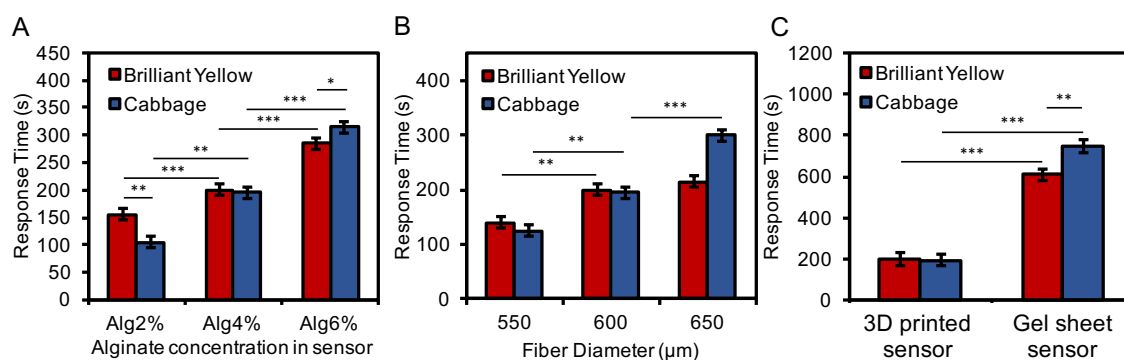 A
Response Time (s)
450
400
350
300
250
200
150
100
50
0
Brilliant Yellow
Cabbage
*
***
***
**
***
**
Alg2% Alg4% Alg6%
Alginate concentration in sensor
B
Response Time (s)
400
300
200
100
0
Brilliant Yellow
Cabbage
***
**
**
550 600 650
Fiber Diameter (µm)
C
Response Time (s)
1200
1000
800
600
400
200
0
Brilliant Yellow
Cabbage
**
***
***
3D printed
sensor
Gel sheet
sensor